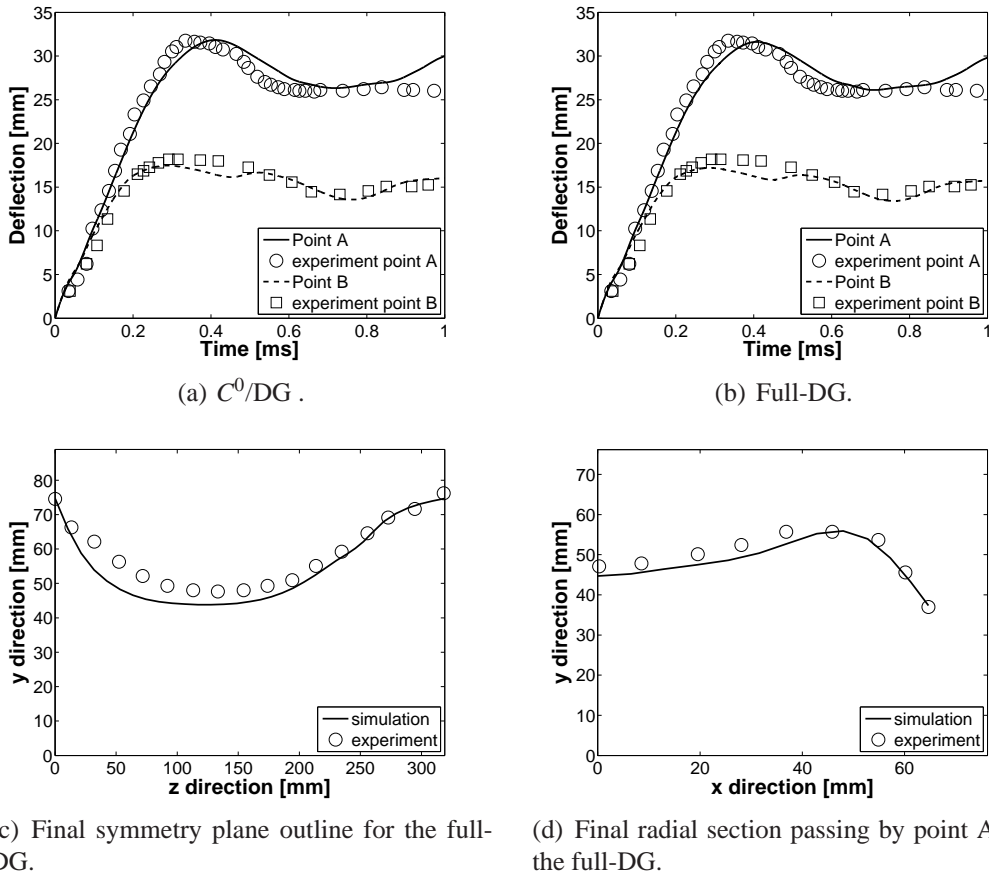 35
30
25
20
15
10
5
0
Deflection [mm]
Point A
experiment point A
Point B
experiment point B
0 0.2 0.4 0.6 0.8 1
Time [ms]
(a) C⁰/DG .
35
30
25
20
15
10
5
0
Deflection [mm]
Point A
experiment point A
Point B
experiment point B
0 0.2 0.4 0.6 0.8 1
Time [ms]
(b) Full-DG.
80
70
60
50
40
30
20
10
0
y direction [mm]
simulation
experiment
0 50 100 150 200 250 300
z direction [mm]
c) Final symmetry plane outline for the full-
DG.
70
60
50
40
30
20
10
0
y direction [mm]
simulation
experiment
0 20 40 60
x direction [mm]
(d) Final radial section passing by point A
the full-DG.